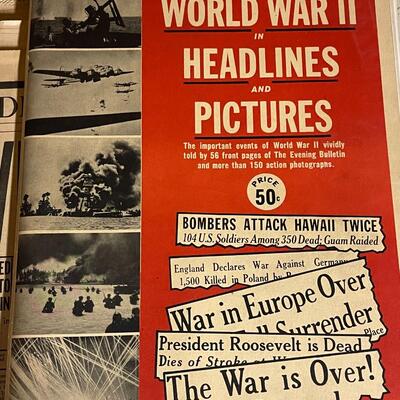 WORLD WAR II
IN
HEADLINES
AND
PICTURES
The important events of World War II vividly
told by 56 front pages of The Evening Bulletin
and more than 150 action photographs.
PRICE
50c
BOMBERS ATTACK HAWAII TWICE
104 U.S. Soldiers Among 350 Dead; Guam Raided
England Declares War Against Germany
1,500 Killed in Poland by
War in Europe Over
Surrender
Place
President Roosevelt is Dead
Dies of Stroke at
The War is Over!